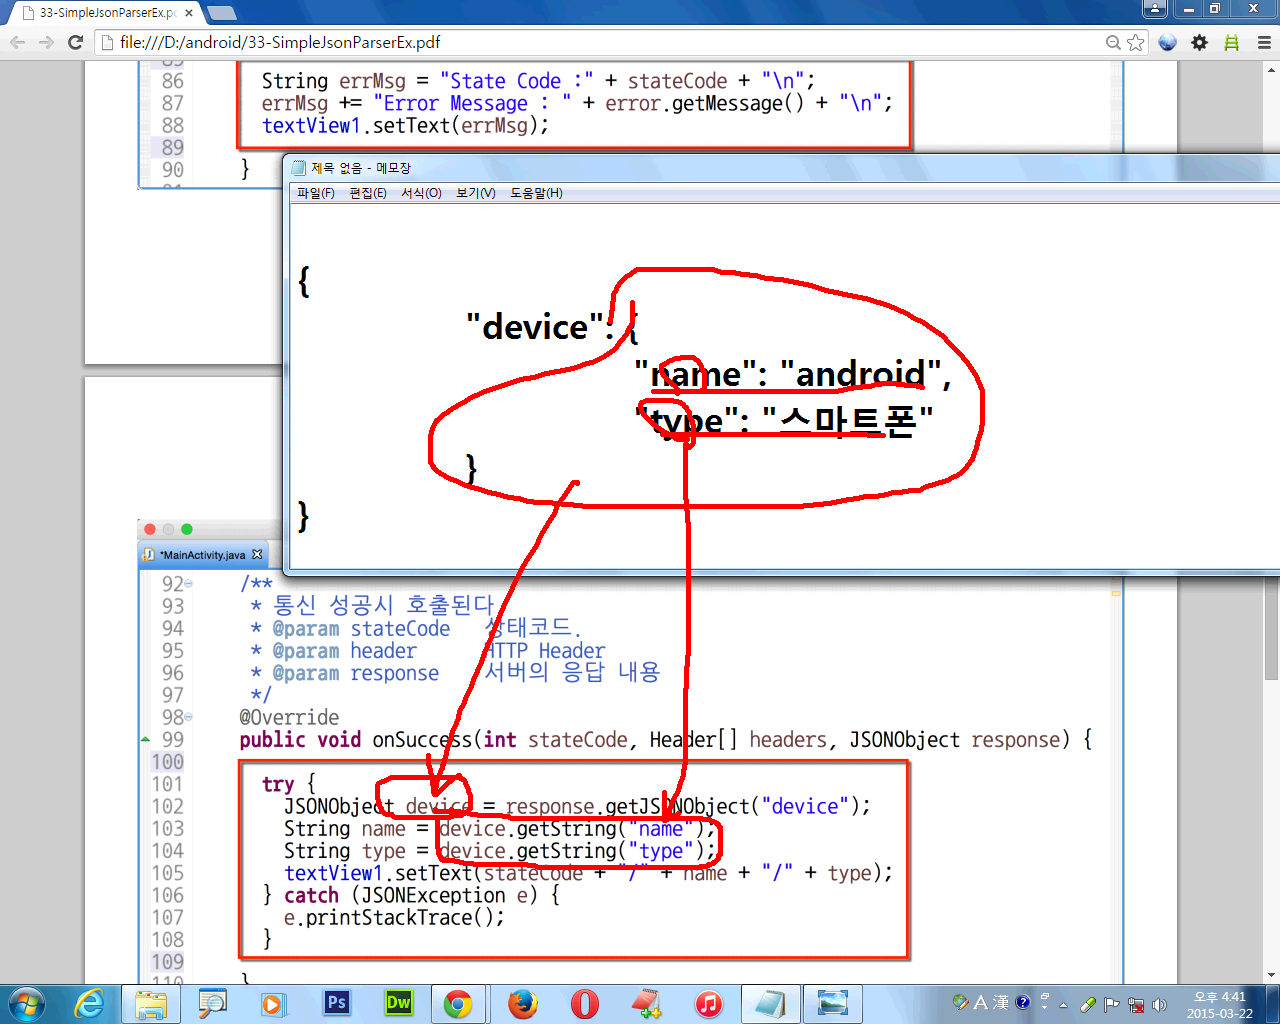 33-SimpleJsonParserEx.pd
file:///D:/android/33-SimpleJsonParserEx.pdf
86 String errMsg = "State Code :" + stateCode + "\n";
87 errMsg += "Error Message : " + error.getMessage() + "\n";
88 textView1.setText(errMsg);
89
90 }
제목 없음 - 메모장
파일(F) 편집(E) 서식(O) 보기(V) 도움말(H)
{
"device": {
"name": "android",
"type": "스마트폰"
}
}
*MainActivity.java
92 /**
93 * 통신 성공시 호출된다
94 * @param stateCode 상태코드.
95 * @param header HTTP Header
96 * @param response 서버의 응답 내용
97 */
98 @Override
99 public void onSuccess(int stateCode, Header[] headers, JSONObject response) {
100
101 try {
102 JSONObject device = response.getJSONObject("device");
103 String name = device.getString("name");
104 String type = device.getString("type");
105 textView1.setText(stateCode + "/" + name + "/" + type);
106 } catch (JSONException e) {
107 e.printStackTrace();
108 }
109
110 }
Ps
Dw
A 漢
오후 4:41
2015-03-22